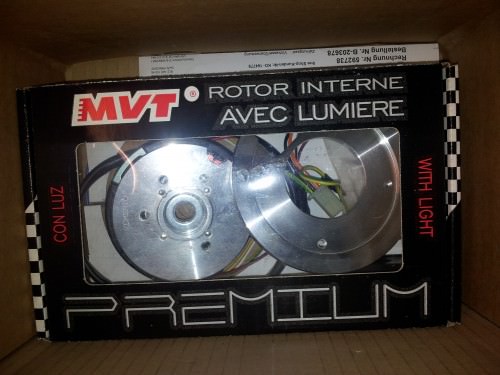 Rechnung Nr. 592738
Bestellung Nr. B-203678
MVT®
ROTOR INTERNE
AVEC LUMIERE
CON LUZ
WITH LIGHT
PREMIUM